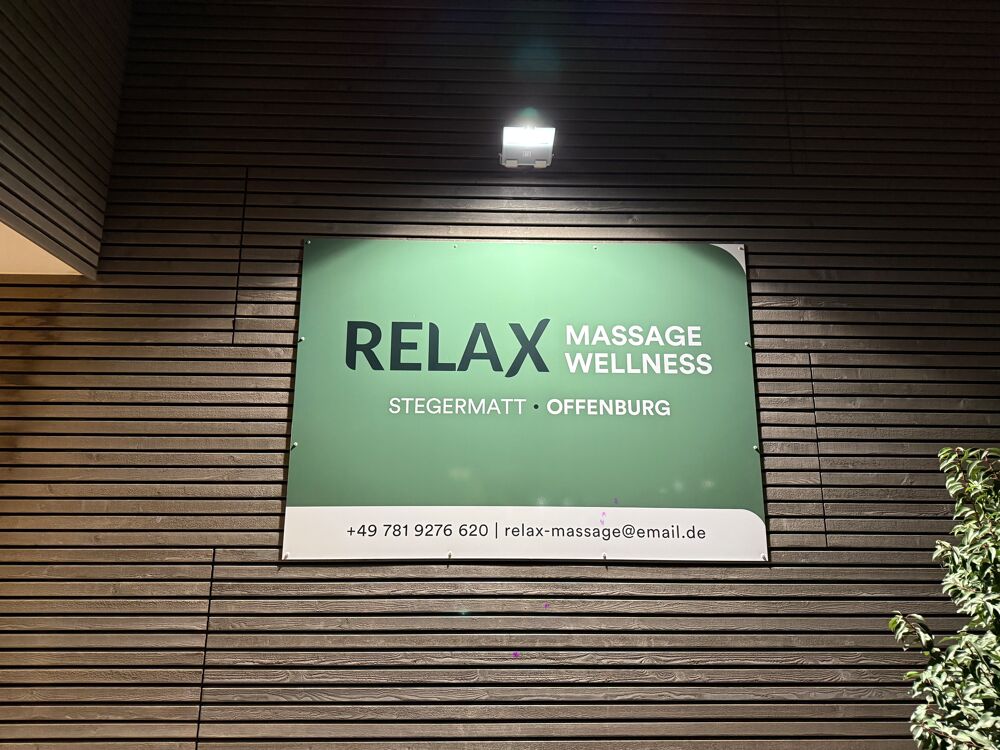 RELAX MASSAGE
WELLNESS
STEGERMATT • OFFENBURG
+49 781 9276 620 | relax-massage@email.de